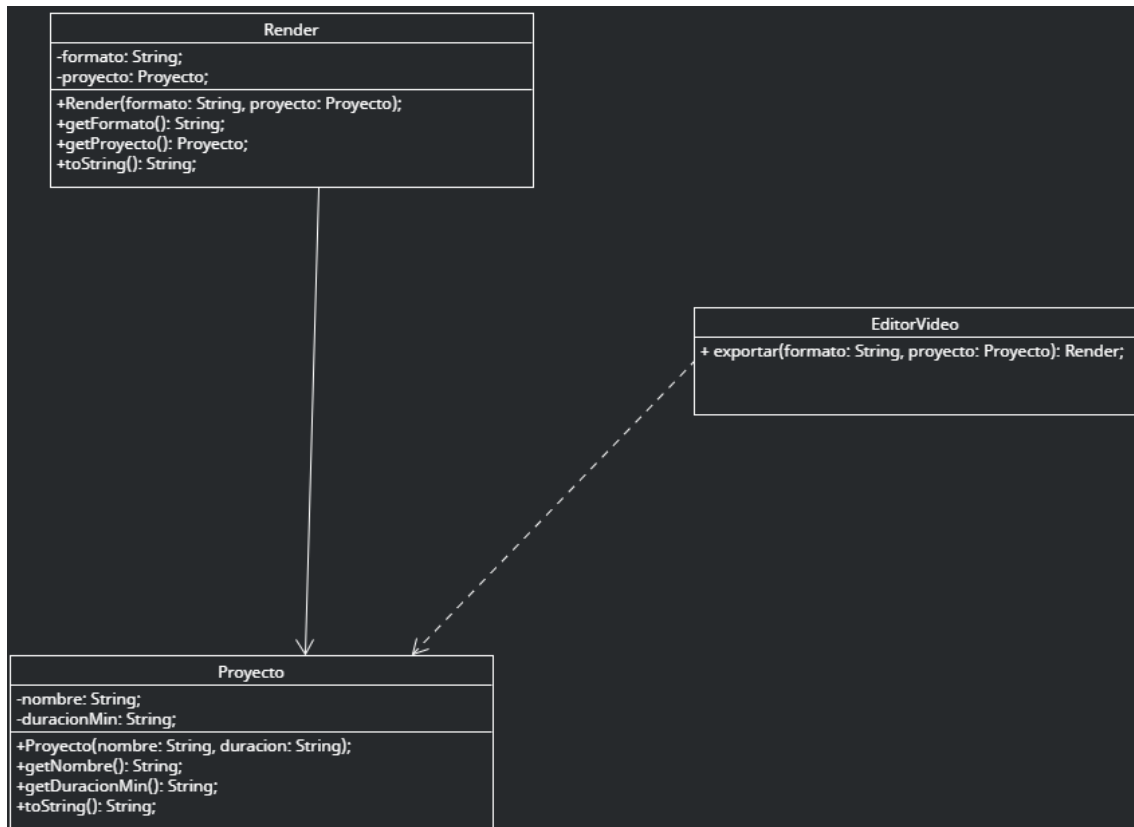 Render
-formato: String;
-proyecto: Proyecto;
+Render(formato: String, proyecto: Proyecto);
+getFormato(): String;
+getProyecto(): Proyecto;
+toString(): String;
EditorVideo
+ exportar(formato: String, proyecto: Proyecto): Render;
Proyecto
-nombre: String;
-duracionMin: String;
+Proyecto(nombre: String, duracion: String);
+getNombre(): String;
+getDuracionMin(): String;
+toString(): String;